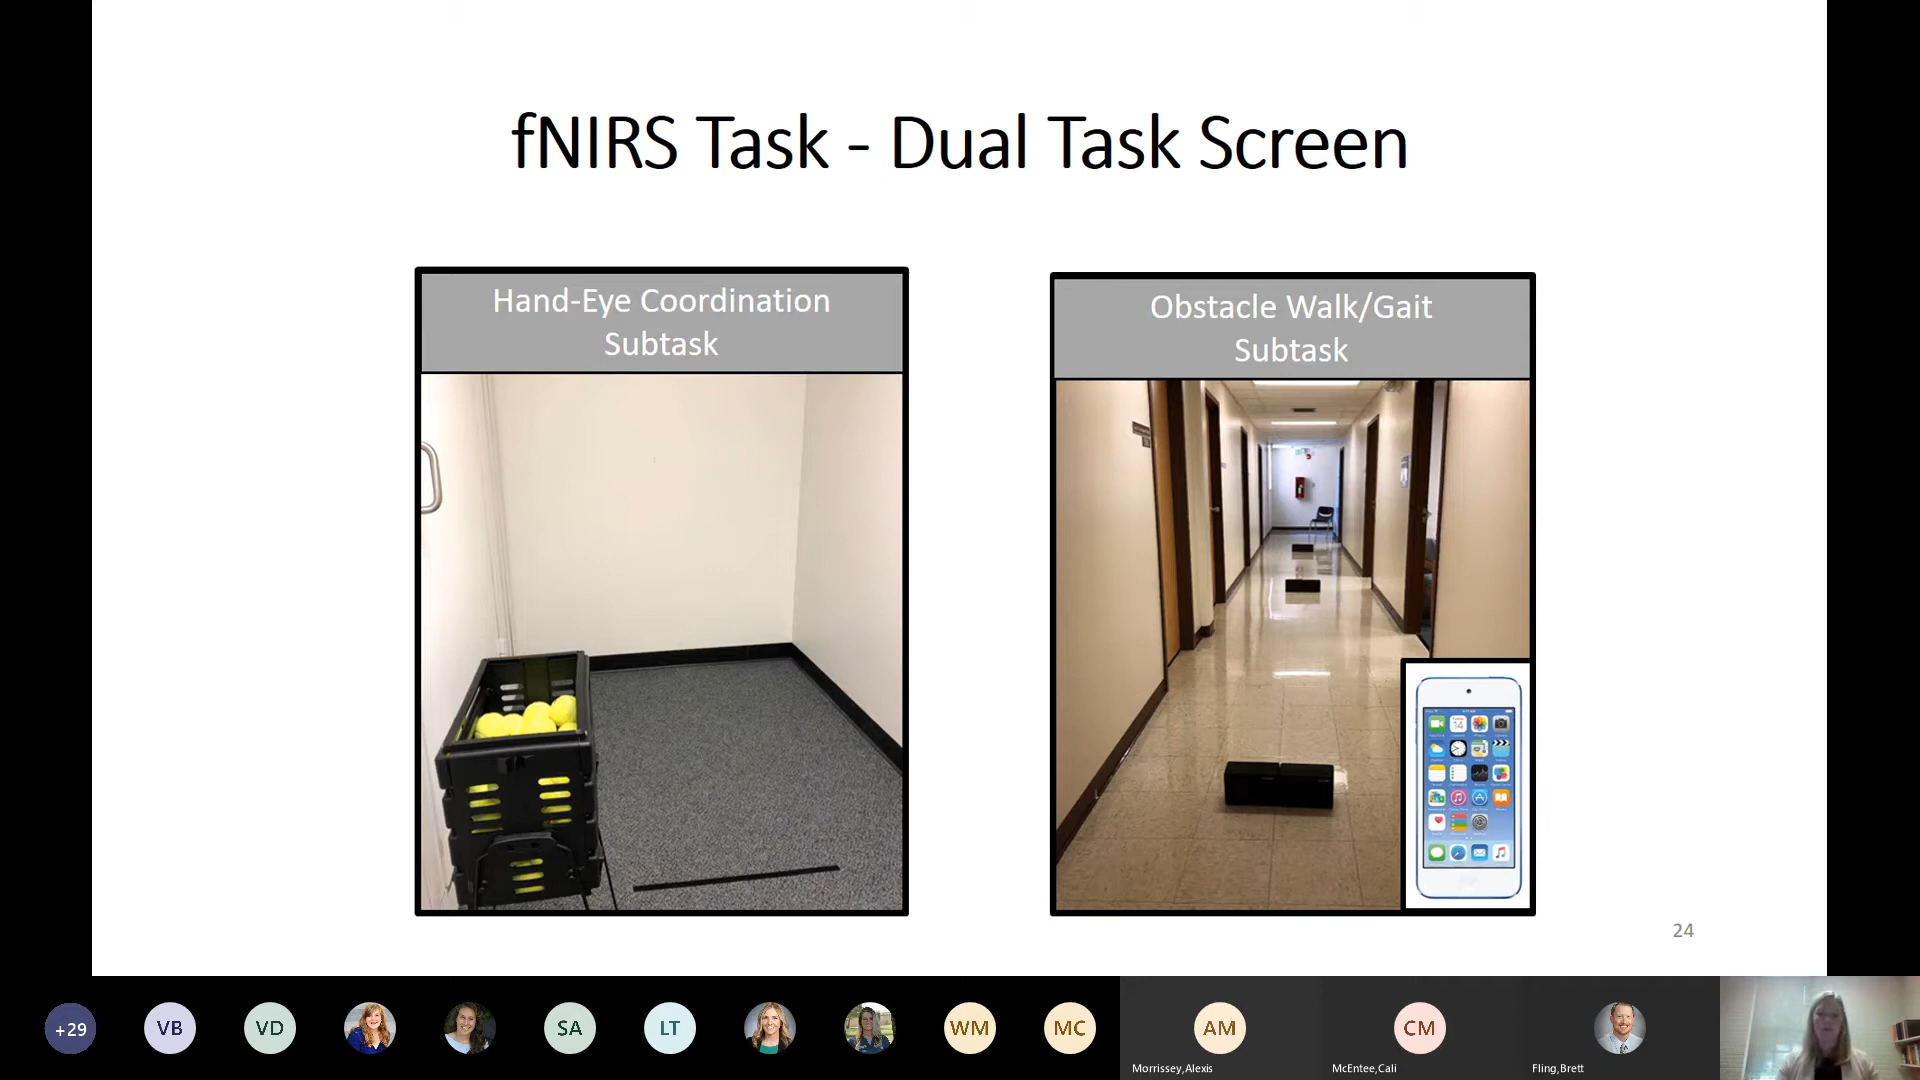 fNIRS Task - Dual Task Screen
Hand-Eye Coordination
Subtask
Obstacle Walk/Gait
Subtask
24
+29
VB
VD
SA
LT
WM
MC
AM
CM
Morrissey,Alexis
McEntee,Cali
Fling,Brett